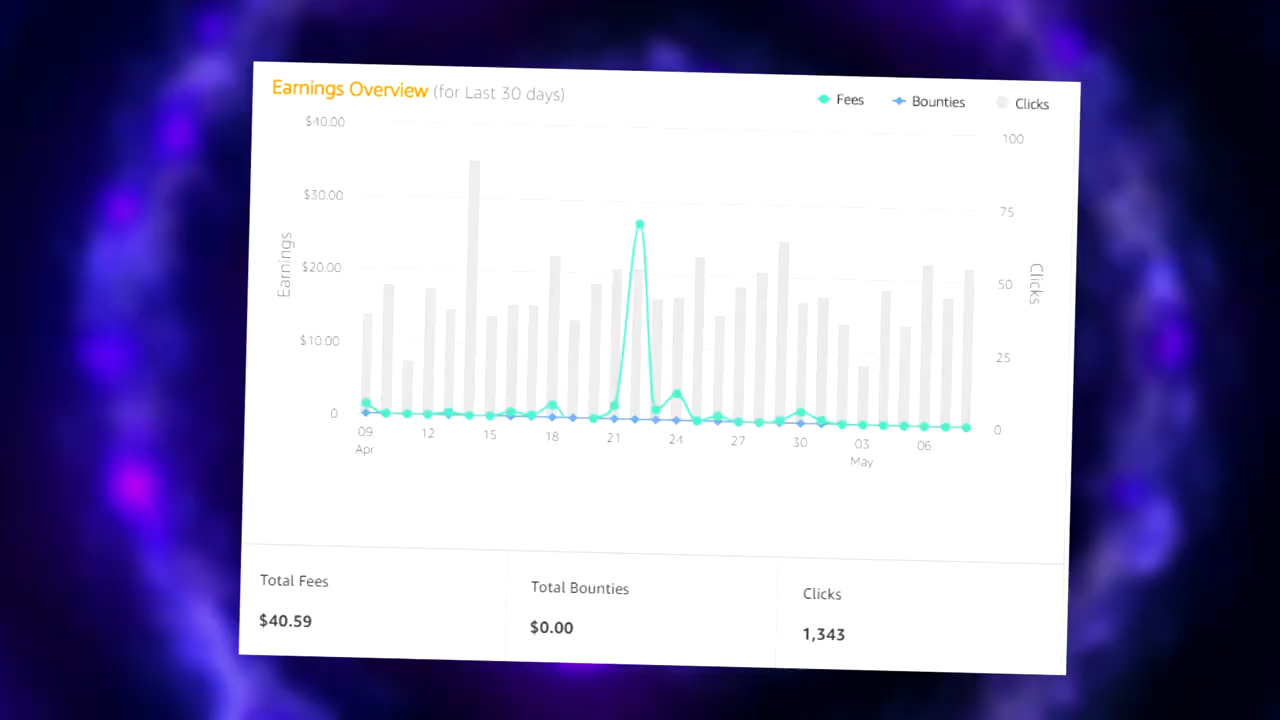 Earnings Overview (for Last 30 days)
Fees Bounties Clicks
$40.00
$30.00
$20.00
$10.00
0
Earnings
100
75
50
25
0
Clicks
09 12 15 18 21 24 27 30 03 06
Apr May
Total Fees
$40.59
Total Bounties
$0.00
Clicks
1,343